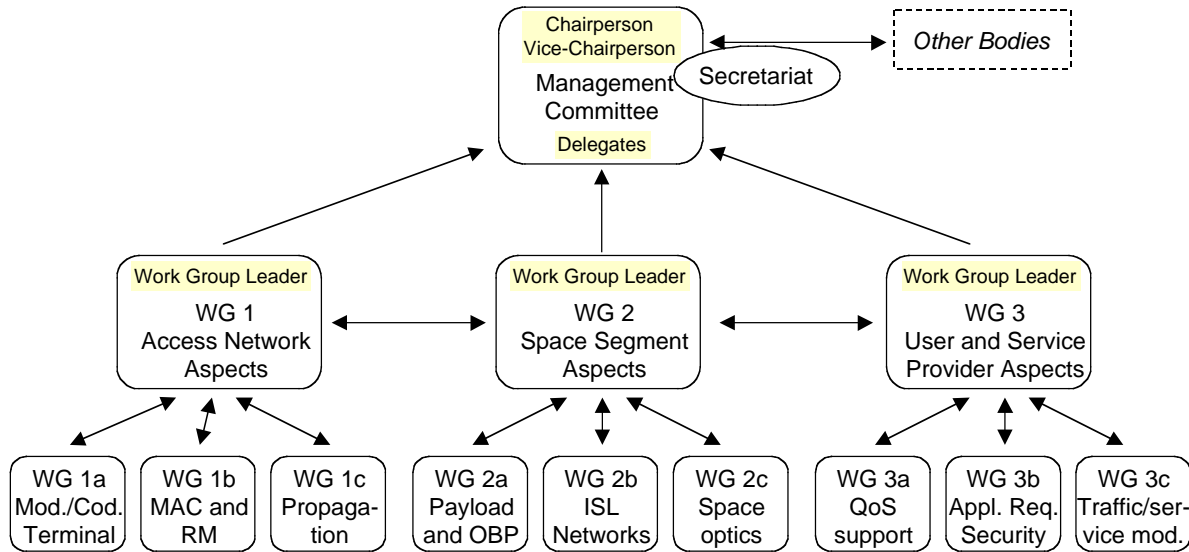 Chairperson
Vice-Chairperson
Other Bodies
Secretariat
Management
Committee
Delegates
Work Group Leader
WG 1
Access Network
Aspects
Work Group Leader
WG 2
Space Segment
Aspects
Work Group Leader
WG 3
User and Service
Provider Aspects
WG 1a
Mod./Cod.
Terminal
WG 1b
MAC and
RM
WG 1c
Propaga-
tion
WG 2a
Payload
and OBP
WG 2b
ISL
Networks
WG 2c
Space
optics
WG 3a
QoS
support
WG 3b
Appl. Req.
Security
WG 3c
Traffic/ser-
vice mod.